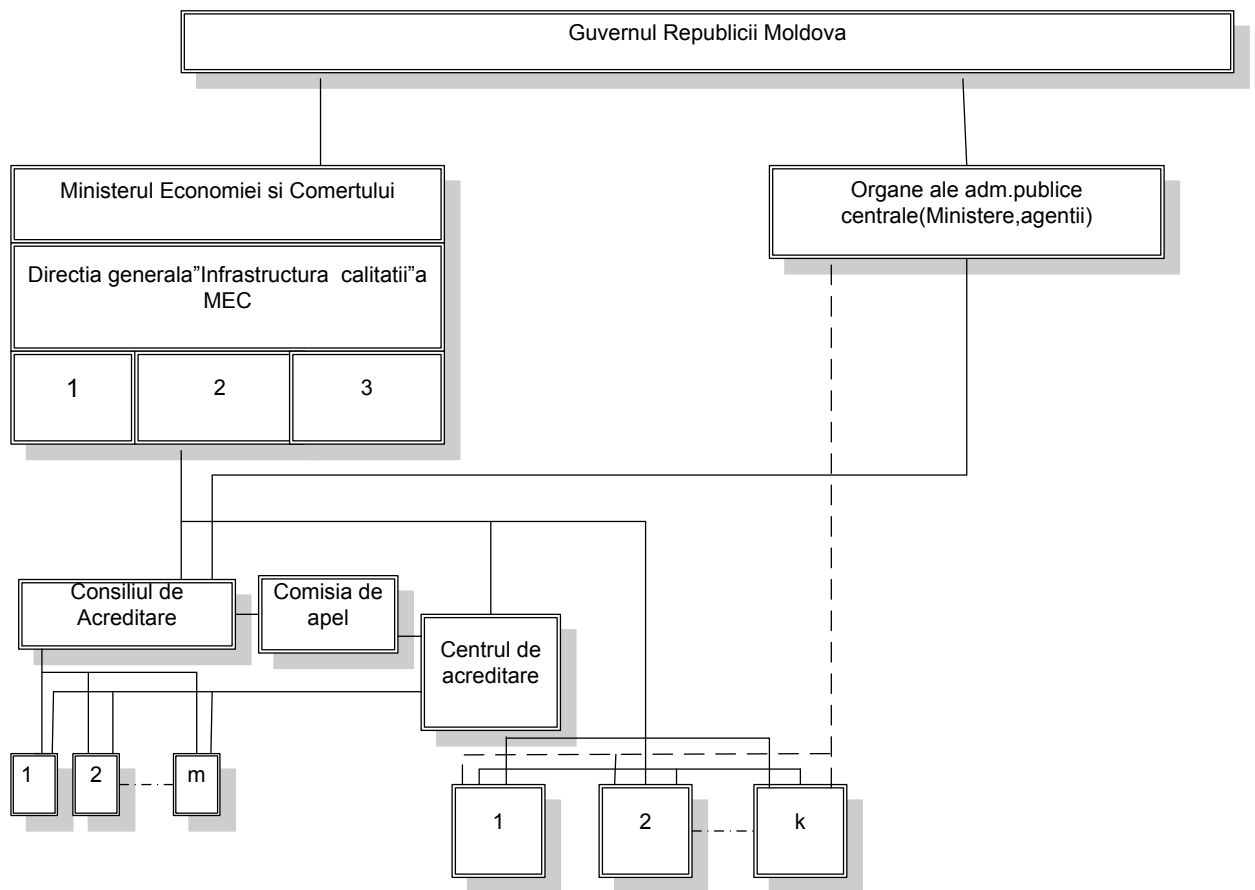 Guvernul Republicii Moldova
Ministerul Economiei si Comertului
Organe ale adm.publice
centrale(Ministere,agentii)
Directia generala”Infrastructura calitatii”a
MEC
1
2
3
Consiliul de
Acreditare
Comisia de
apel
Centrul de
acreditare
1
2
m
1
2
k